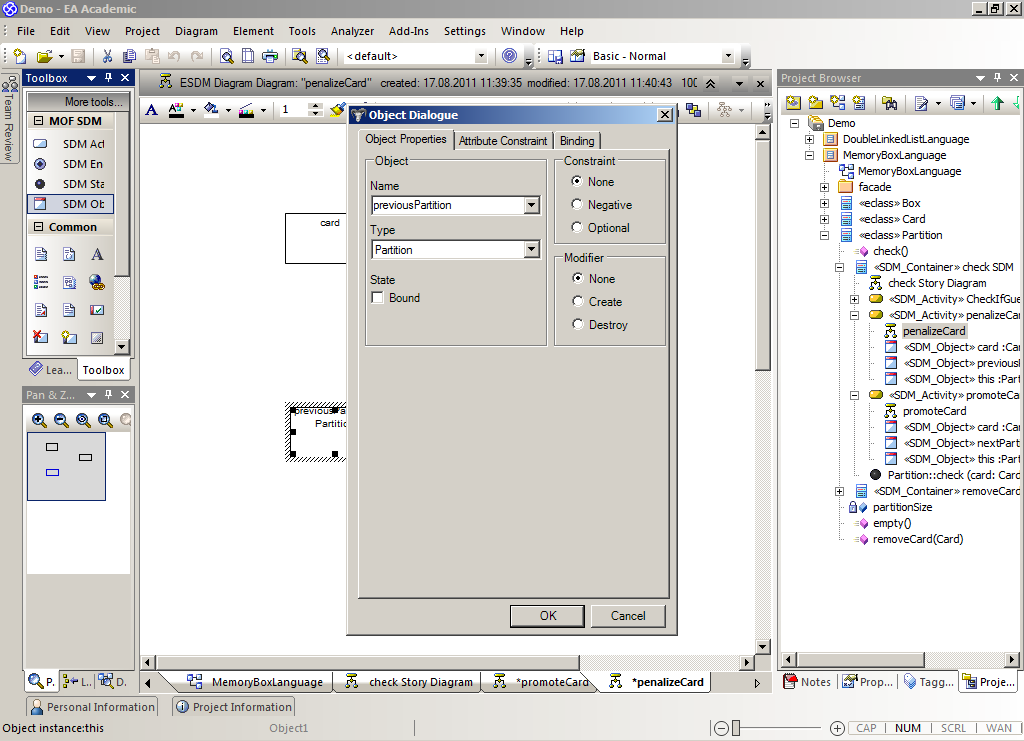 Demo - EA Academic
File Edit View Project Diagram Element Tools Analyzer Add-Ins Settings Window Help
<default> Basic - Normal
Team Review
Toolbox
More tools...
MOF SDM
SDM Act
SDM En
SDM Sta
SDM Ob
Common
Lea... Toolbox
Pan & Z...
P. L.. D.
ESDM Diagram Diagram: "penalizeCard" created: 17.08.2011 11:39:35 modified: 17.08.2011 11:40:43 100
1
card
previousPa
Partitio
Object Dialogue
Object Properties Attribute Constraint Binding
Object
Name
previousPartition
Type
Partition
State
Bound
Constraint
None
Negative
Optional
Modifier
None
Create
Destroy
OK Cancel
MemoryBoxLanguage check Story Diagram *promoteCard *penalizeCard
Project Browser
Demo
DoubleLinkedListLanguage
MemoryBoxLanguage
MemoryBoxLanguage
facade
«eclass» Box
«eclass» Card
«eclass» Partition
check()
«SDM_Container» check SDM
check Story Diagram
«SDM_Activity» CheckIfGue
«SDM_Activity» penalizeCar
penalizeCard
«SDM_Object» card :Car
«SDM_Object» previousP
«SDM_Object» this :Part
«SDM_Activity» promoteCa
promoteCard
«SDM_Object» card :Car
«SDM_Object» nextParti
«SDM_Object» this :Part
Partition::check (card: Card
«SDM_Container» removeCard
partitionSize
empty()
removeCard(Card)
Notes Prop... Tagg... Proje...
Personal Information Project Information
Object instance:this Object1 CAP NUM SCRL WAN